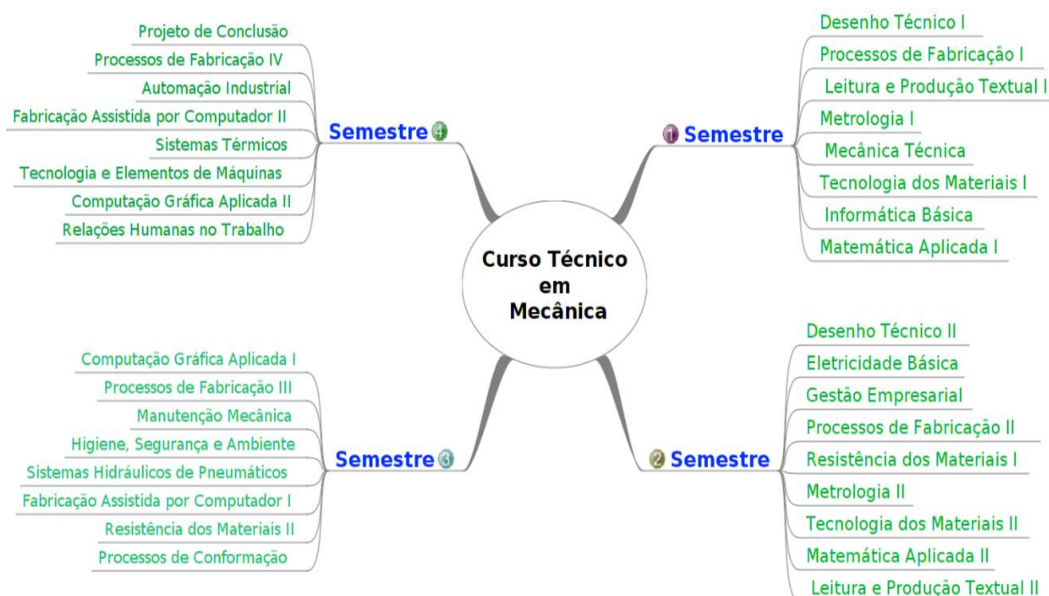 Curso Técnico
em
Mecânica
1 Semestre
Desenho Técnico I
Processos de Fabricação I
Leitura e Produção Textual I
Metrologia I
Mecânica Técnica
Tecnologia dos Materiais I
Informática Básica
Matemática Aplicada I
2 Semestre
Desenho Técnico II
Eletricidade Básica
Gestão Empresarial
Processos de Fabricação II
Resistência dos Materiais I
Metrologia II
Tecnologia dos Materiais II
Matemática Aplicada II
Leitura e Produção Textual II
Semestre 3
Computação Gráfica Aplicada I
Processos de Fabricação III
Manutenção Mecânica
Higiene, Segurança e Ambiente
Sistemas Hidráulicos de Pneumáticos
Fabricação Assistida por Computador I
Resistência dos Materiais II
Processos de Conformação
Semestre 4
Projeto de Conclusão
Processos de Fabricação IV
Automação Industrial
Fabricação Assistida por Computador II
Sistemas Térmicos
Tecnologia e Elementos de Máquinas
Computação Gráfica Aplicada II
Relações Humanas no Trabalho